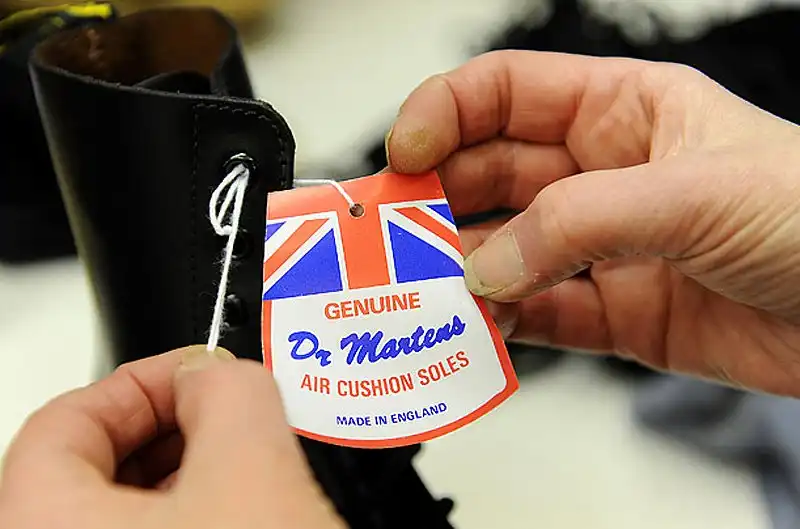 GENUINE
Dr Martens
AIR CUSHION SOLES
MADE IN ENGLAND